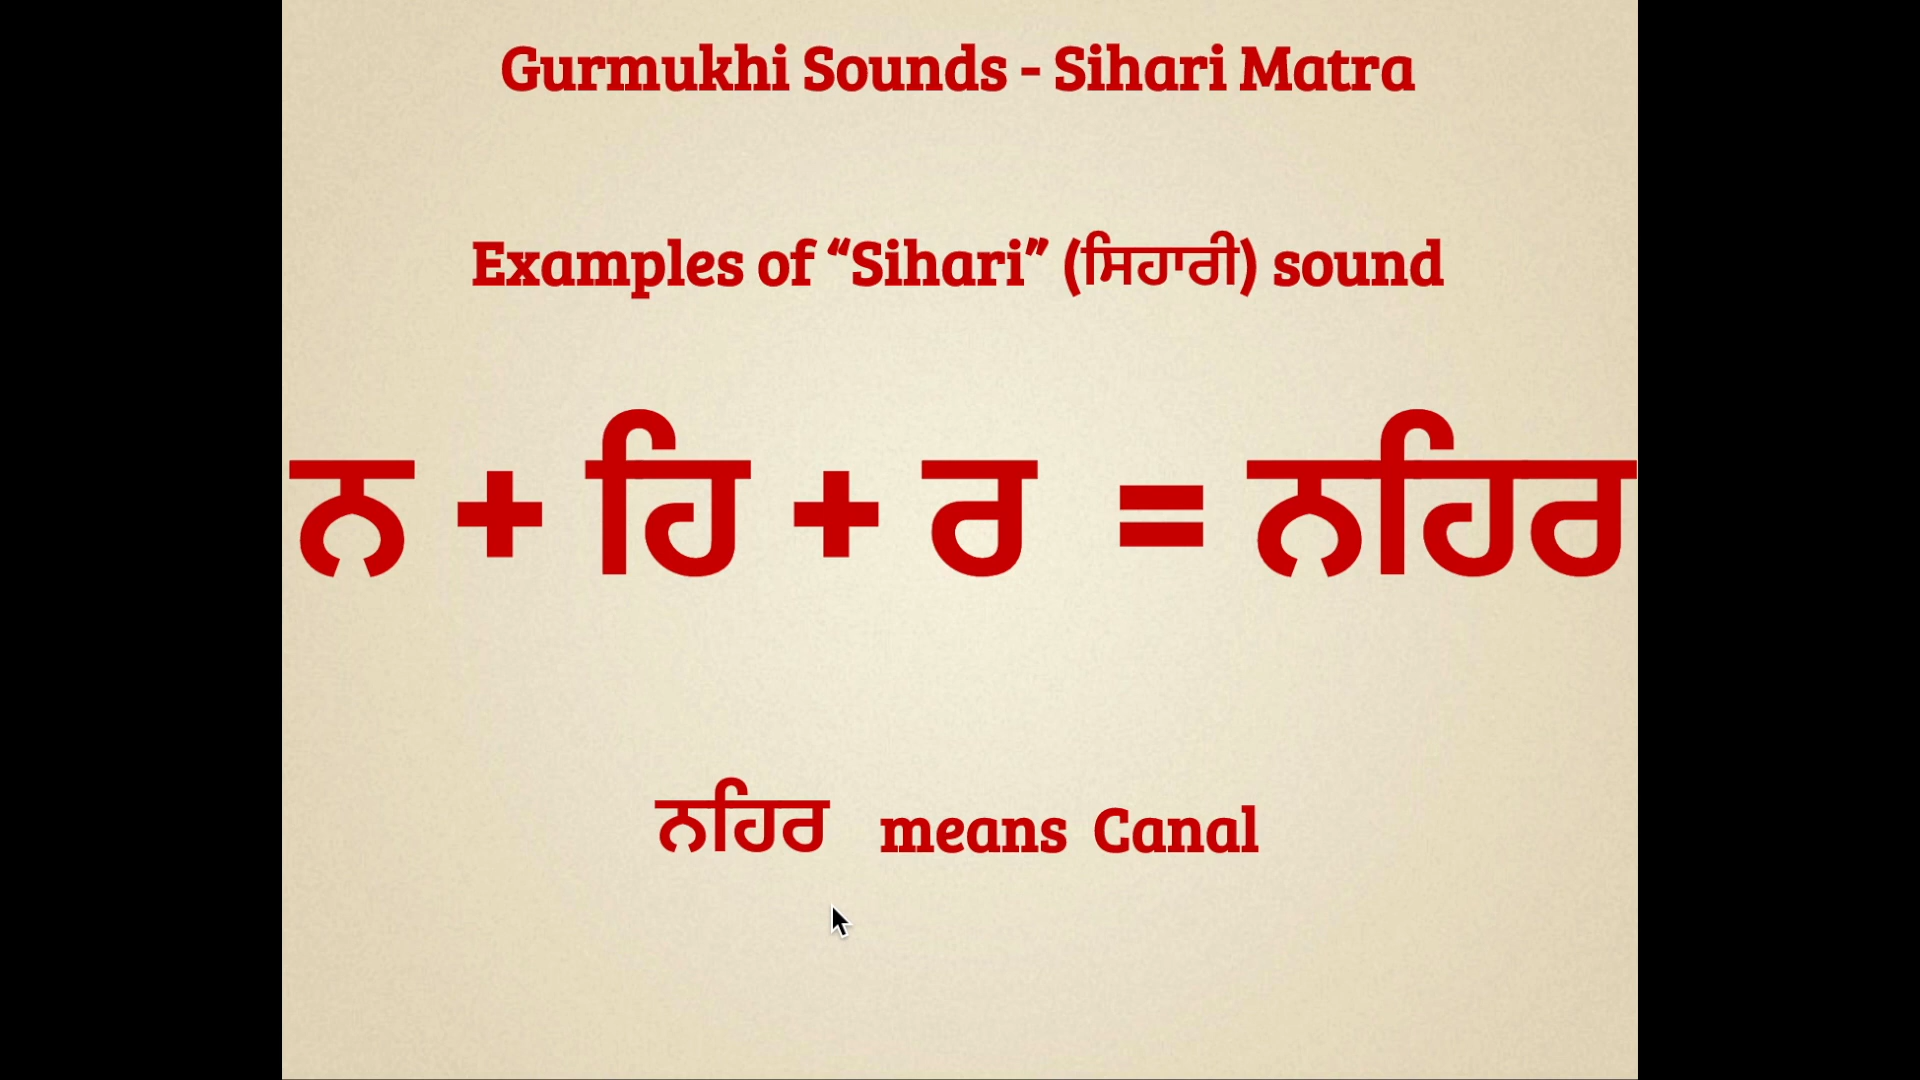 Gurmukhi Sounds - Sihari Matra
Examples of “Sihari” (ਸਿਹਾਰੀ) sound
ਨ + ਹਿ + ਰ = ਨਹਿਰ
ਨਹਿਰ means Canal